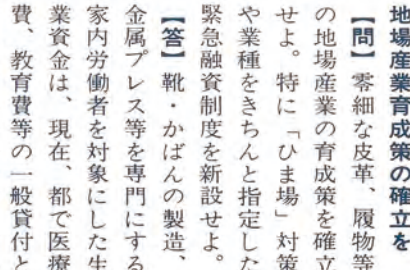 地場産業育成策の確立を
【問】　零細な皮革、履物等
の地場産業の育成策を確立
せよ。特に「ひま場」対策
や業種をきちんと指定した
緊急融資制度を新設せよ。
【答】　靴・かばんの製造、
金属プレス等を専門にする
家内労働者を対象にした生
業資金は、現在、都で医療
費、教育費等の一般貸付と